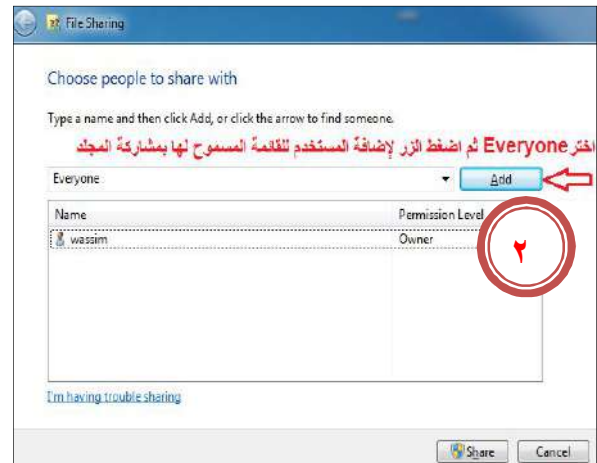 File Sharing
Choose people to share with
Type a name and then click Add, or click the arrow to find someone.
اختر Everyone ثم اضغط الزر لإضافة المستخدم للقائمة المسموح لها بمشاركة المجلد
Everyone
Add
Name Permission Level
wassim Owner
٢
I'm having trouble sharing
Share Cancel